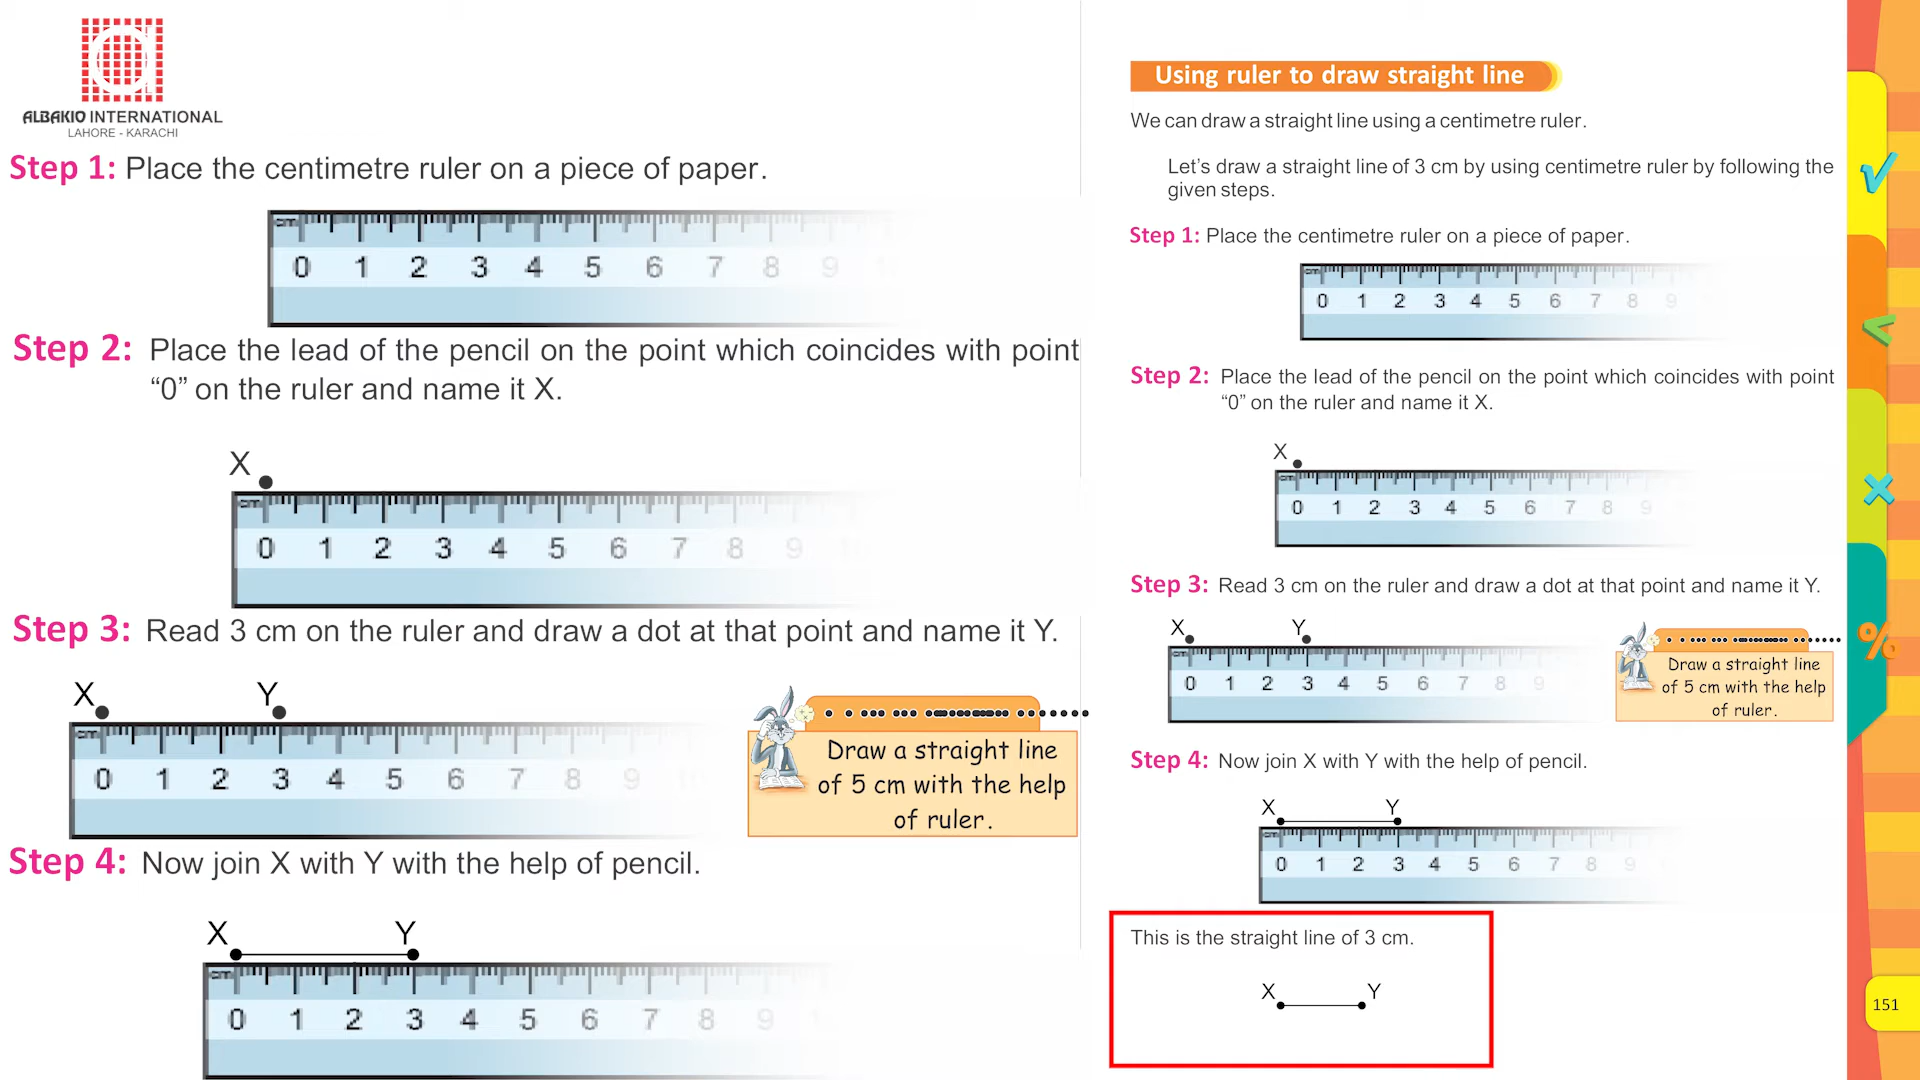 ALBAKIO INTERNATIONAL
LAHORE - KARACHI
Step 1: Place the centimetre ruler on a piece of paper.
cm
0 1 2 3 4 5 6 7 8 9
Step 2: Place the lead of the pencil on the point which coincides with point
“0” on the ruler and name it X.
X
cm
0 1 2 3 4 5 6 7 8 9
Step 3: Read 3 cm on the ruler and draw a dot at that point and name it Y.
X Y
cm
0 1 2 3 4 5 6 7 8 9
Draw a straight line
of 5 cm with the help
of ruler.
Step 4: Now join X with Y with the help of pencil.
X Y
cm
0 1 2 3 4 5 6 7 8 9
Using ruler to draw straight line
We can draw a straight line using a centimetre ruler.
Let’s draw a straight line of 3 cm by using centimetre ruler by following the
given steps.
Step 1: Place the centimetre ruler on a piece of paper.
cm
0 1 2 3 4 5 6 7 8 9
Step 2: Place the lead of the pencil on the point which coincides with point
“0” on the ruler and name it X.
X
cm
0 1 2 3 4 5 6 7 8 9
Step 3: Read 3 cm on the ruler and draw a dot at that point and name it Y.
X Y
cm
0 1 2 3 4 5 6 7 8 9
Draw a straight line
of 5 cm with the help
of ruler.
Step 4: Now join X with Y with the help of pencil.
X Y
cm
0 1 2 3 4 5 6 7 8 9
This is the straight line of 3 cm.
X Y
151